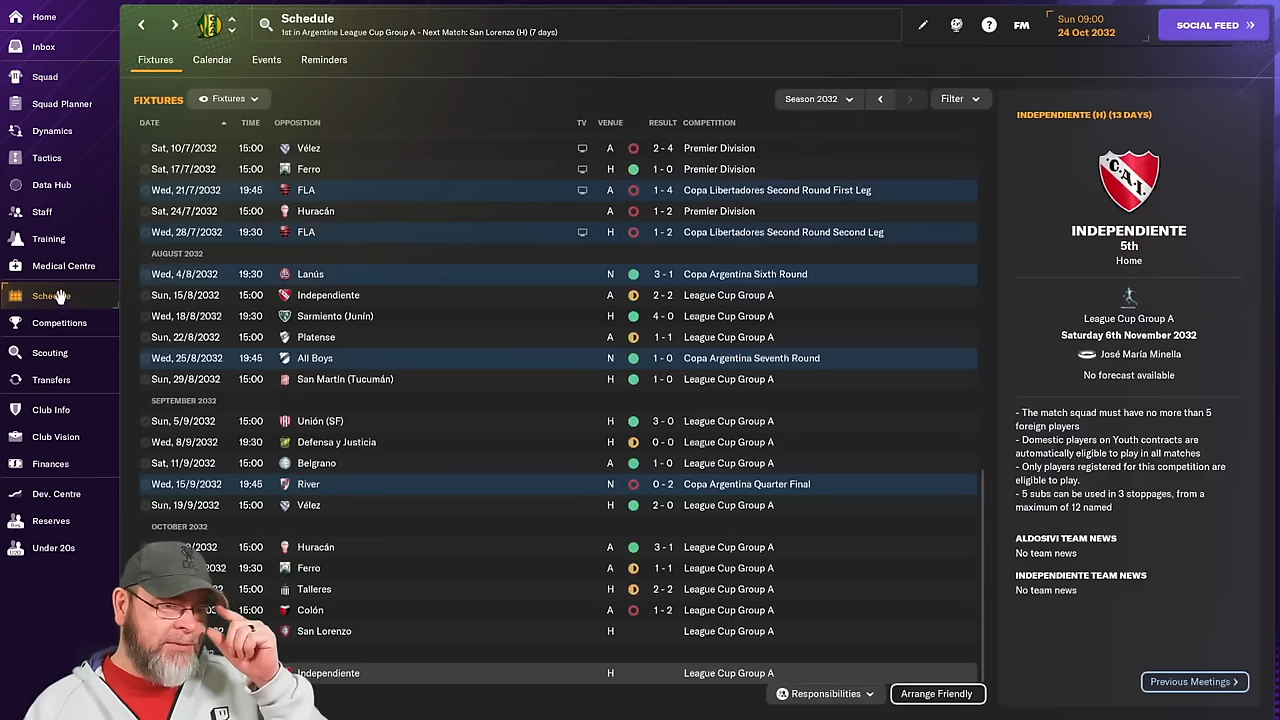 Home
Inbox
Squad
Squad Planner
Dynamics
Tactics
Data Hub
Staff
Training
Medical Centre
Competitions
Scouting
Transfers
Club Info
Club Vision
Finances
Dev. Centre
Reserves
Under 20s
Schedule
1st in Argentine League Cup Group A - Next Match: San Lorenzo (H) (7 days)
FM
Sun 09:00
24 Oct 2032
SOCIAL FEED
Fixtures Calendar Events Reminders
FIXTURES Fixtures Season 2032 Filter
DATE TIME OPPOSITION TV VENUE RESULT COMPETITION
Sat, 10/7/2032 15:00 Vélez A 2 - 4 Premier Division
Sat, 17/7/2032 15:00 Ferro H 1 - 0 Premier Division
Wed, 21/7/2032 19:45 FLA A 1 - 4 Copa Libertadores Second Round First Leg
Sat, 24/7/2032 15:00 Huracán A 1 - 2 Premier Division
Wed, 28/7/2032 19:30 FLA H 1 - 2 Copa Libertadores Second Round Second Leg
AUGUST 2032
Wed, 4/8/2032 19:30 Lanús N 3 - 1 Copa Argentina Sixth Round
Sun, 15/8/2032 15:00 Independiente A 2 - 2 League Cup Group A
Wed, 18/8/2032 19:30 Sarmiento (Junín) H 4 - 0 League Cup Group A
Sun, 22/8/2032 15:00 Platense A 1 - 1 League Cup Group A
Wed, 25/8/2032 19:45 All Boys N 1 - 0 Copa Argentina Seventh Round
Sun, 29/8/2032 15:00 San Martín (Tucumán) H 1 - 0 League Cup Group A
SEPTEMBER 2032
Sun, 5/9/2032 15:00 Unión (SF) H 3 - 0 League Cup Group A
Wed, 8/9/2032 19:30 Defensa y Justicia H 0 - 0 League Cup Group A
Sat, 11/9/2032 15:00 Belgrano A 1 - 0 League Cup Group A
Wed, 15/9/2032 19:45 River N 0 - 2 Copa Argentina Quarter Final
Sun, 19/9/2032 15:00 Vélez H 2 - 0 League Cup Group A
OCTOBER 2032
15:00 Huracán A 3 - 1 League Cup Group A
19:30 Ferro A 1 - 1 League Cup Group A
15:00 Talleres H 2 - 2 League Cup Group A
15:00 Colón A 1 - 2 League Cup Group A
15:00 San Lorenzo H League Cup Group A
Independiente H League Cup Group A
Responsibilities Arrange Friendly
INDEPENDIENTE (H) (13 DAYS)
C.A.I.
INDEPENDIENTE
5th
Home
League Cup Group A
Saturday 6th November 2032
José María Minella
No forecast available
- The match squad must have no more than 5
foreign players
- Domestic players on Youth contracts are
automatically eligible to play in all matches
- Only players registered for this competition are
eligible to play.
- 5 subs can be used in 3 stoppages, from a
maximum of 12 named
ALDOSIVI TEAM NEWS
No team news
INDEPENDIENTE TEAM NEWS
No team news
Previous Meetings